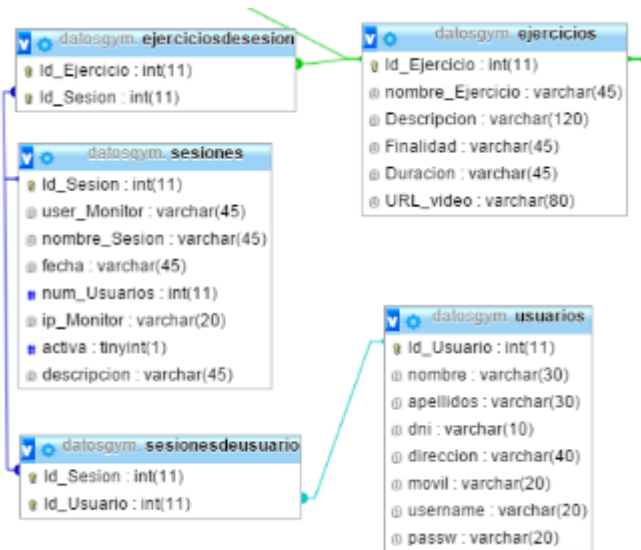 datosgym. ejerciciosdesesion
Id_Ejercicio : int(11)
Id_Sesion : int(11)
datosgym. ejercicios
Id_Ejercicio : int(11)
nombre_Ejercicio : varchar(45)
Descripcion : varchar(120)
Finalidad : varchar(45)
Duracion : varchar(45)
URL_video : varchar(80)
datosgym. sesiones
Id_Sesion : int(11)
user_Monitor : varchar(45)
nombre_Sesion : varchar(45)
fecha : varchar(45)
num_Usuarios : int(11)
ip_Monitor : varchar(20)
activa : tinyint(1)
descripcion : varchar(45)
datosgym. usuarios
Id_Usuario : int(11)
nombre : varchar(30)
apellidos : varchar(30)
dni : varchar(10)
direccion : varchar(40)
movil : varchar(20)
username : varchar(20)
passw : varchar(20)
datosgym. sesionesdeusuario
Id_Sesion : int(11)
Id_Usuario : int(11)